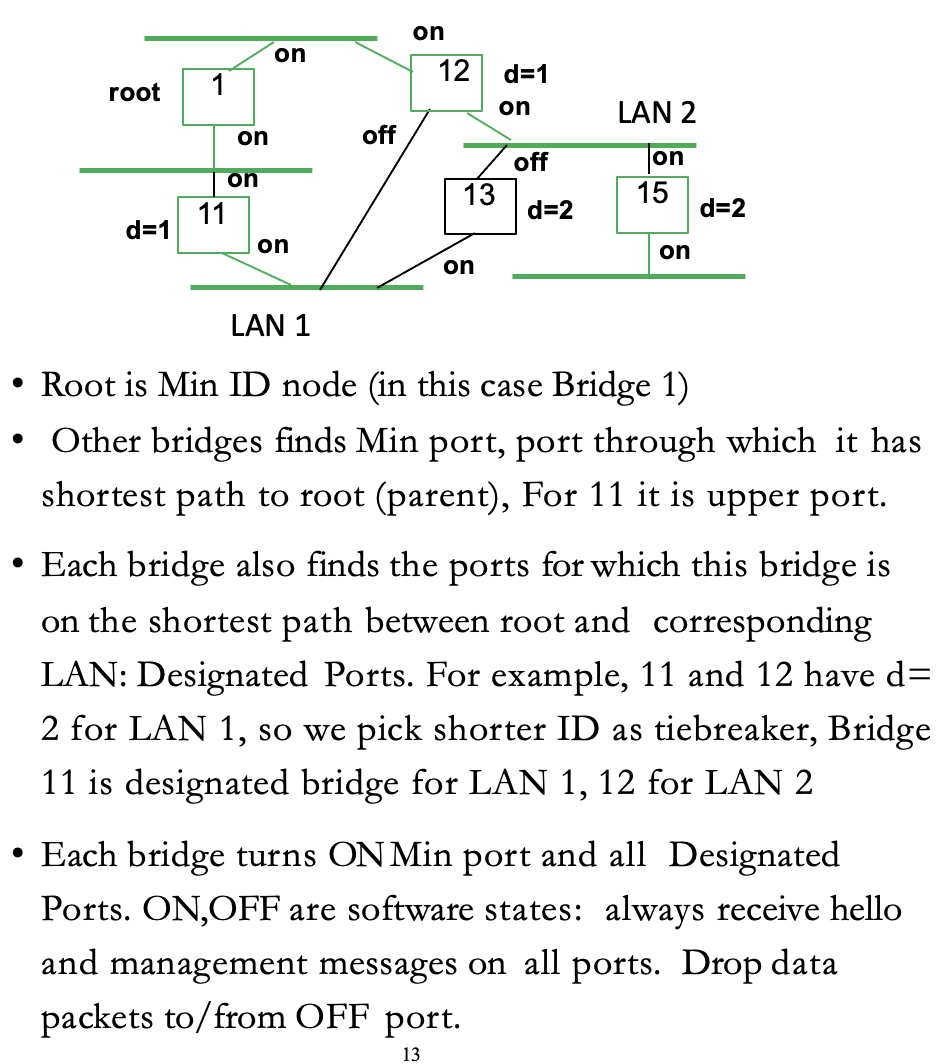 on
on
12
d=1
1
root
on
LAN 2
off
on
on
off
on
13
15
11
d=2
d=2
d=1
on
on
on
LAN 1
• Root is Min ID node (in this case Bridge 1)
• Other bridges finds Min port, port through which it has
shortest path to root (parent), For 11 it is upper port.
• Each bridge also finds the ports for which this bridge is
on the shortest path between root and corresponding
LAN: Designated Ports. For example, 11 and 12 have d=
2 for LAN 1, so we pick shorter ID as tiebreaker, Bridge
11 is designated bridge for LAN 1, 12 for LAN 2
• Each bridge turns ON Min port and all Designated
Ports. ON,OFF are software states: always receive hello
and management messages on all ports. Drop data
packets to/from OFF port.
13